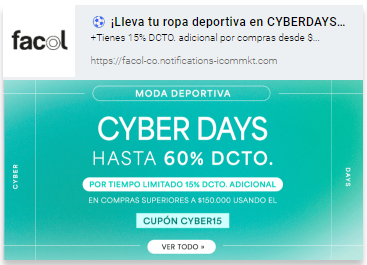 facol
¡Lleva tu ropa deportiva en CYBERDAYS...
+Tienes 15% DCTO. adicional por compras desde $...
https://facol-co.notifications-icommkt.com
MODA DEPORTIVA
CYBER DAYS
HASTA 60% DCTO.
CYBER
DAYS
POR TIEMPO LIMITADO 15% DCTO. ADICIONAL
EN COMPRAS SUPERIORES A $150.000 USANDO EL
CUPÓN CYBER15
VER TODO »